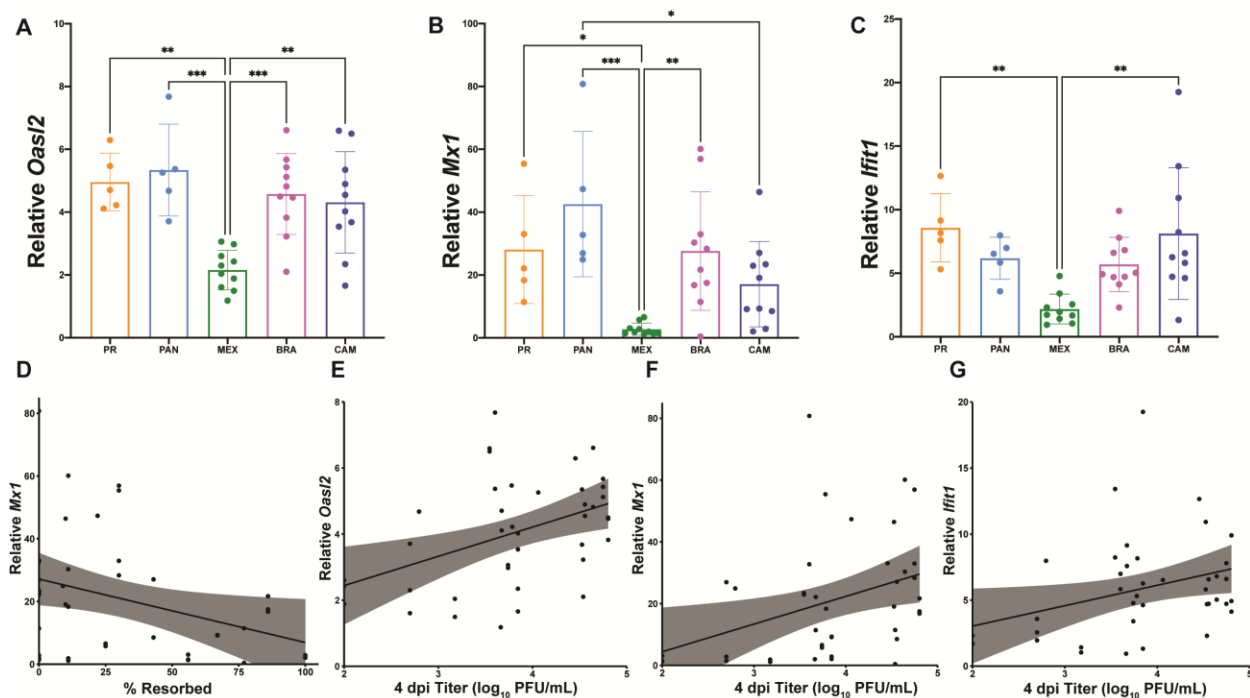 A
Relative Oasl2
10
8
6
4
2
0
** **
*** ***
PR PAN MEX BRA CAM
B
Relative Mx1
100
80
60
40
20
0
*
*
*** **
PR PAN MEX BRA CAM
C
Relative Ifit1
25
20
15
10
5
0
** **
PR PAN MEX BRA CAM
D
Relative Mx1
80
60
40
20
0
0 25 50 75 100
% Resorbed
E
Relative Oasl2
8
6
4
2
0
2 3 4 5
4 dpi Titer (log10 PFU/mL)
F
Relative Mx1
80
60
40
20
0
2 3 4 5
4 dpi Titer (log10 PFU/mL)
G
Relative Ifit1
20
15
10
5
0
2 3 4 5
4 dpi Titer (log10 PFU/mL)